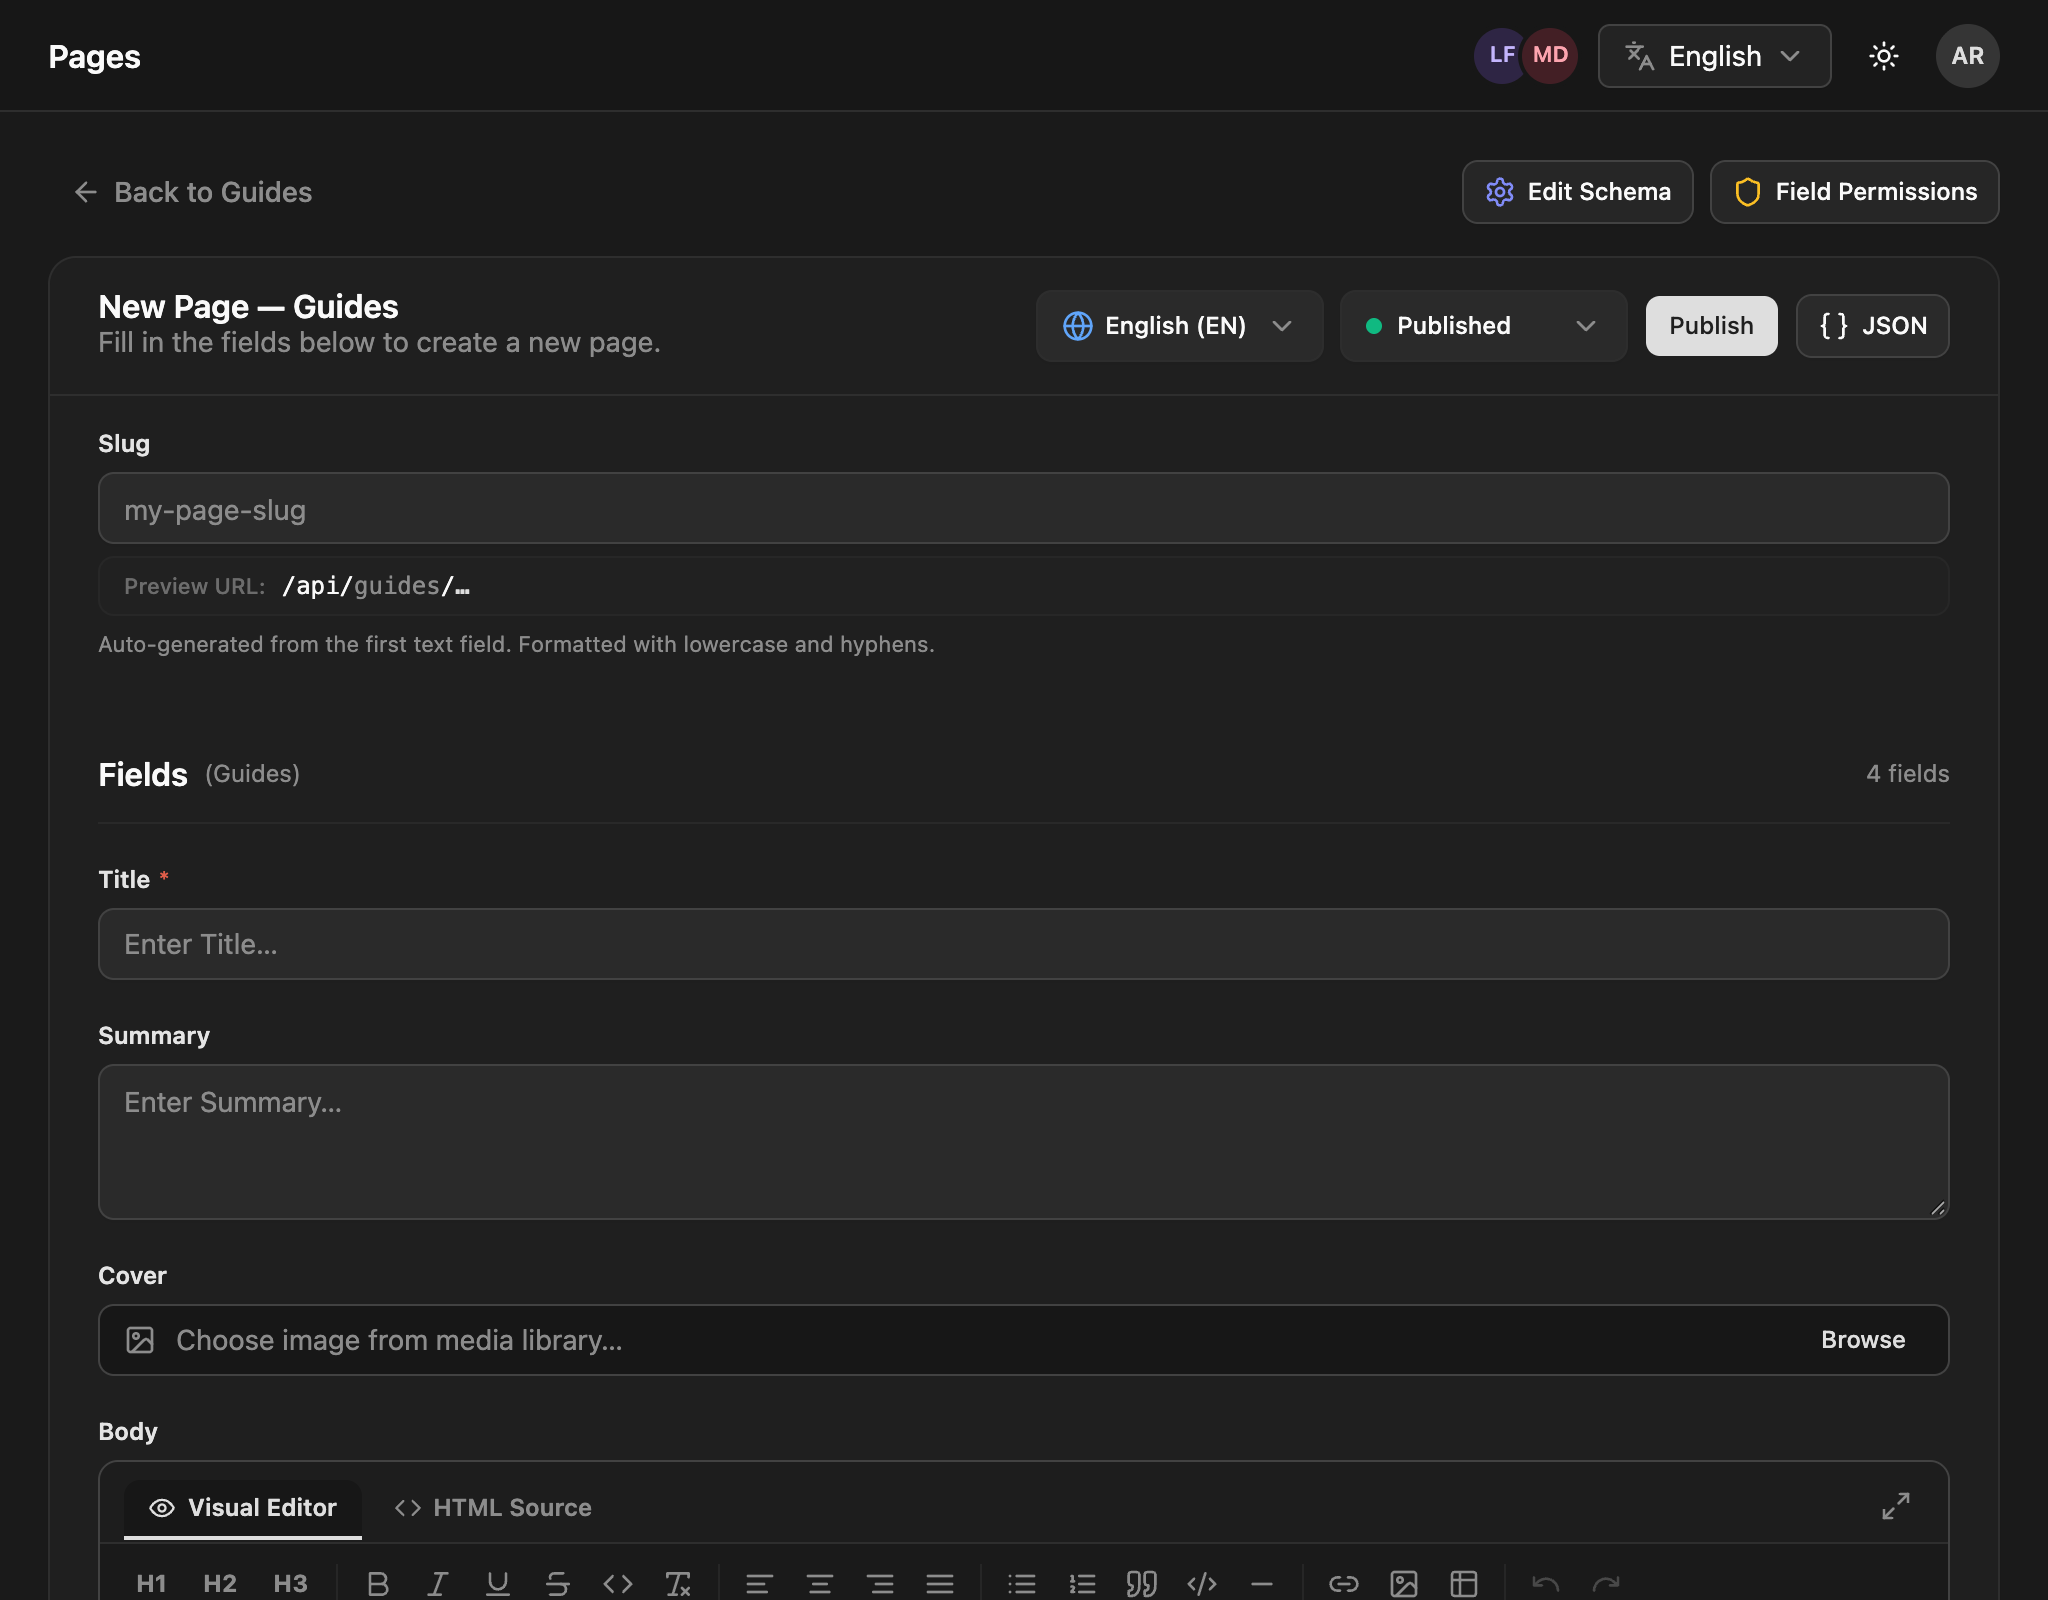 Pages
LF MD English AR
Back to Guides
Edit Schema Field Permissions
New Page — Guides
Fill in the fields below to create a new page.
English (EN) Published Publish { } JSON
Slug
my-page-slug
Preview URL: /api/guides/…
Auto-generated from the first text field. Formatted with lowercase and hyphens.
Fields (Guides) 4 fields
Title *
Enter Title...
Summary
Enter Summary...
Cover
Choose image from media library... Browse
Body
Visual Editor HTML Source
H1 H2 H3